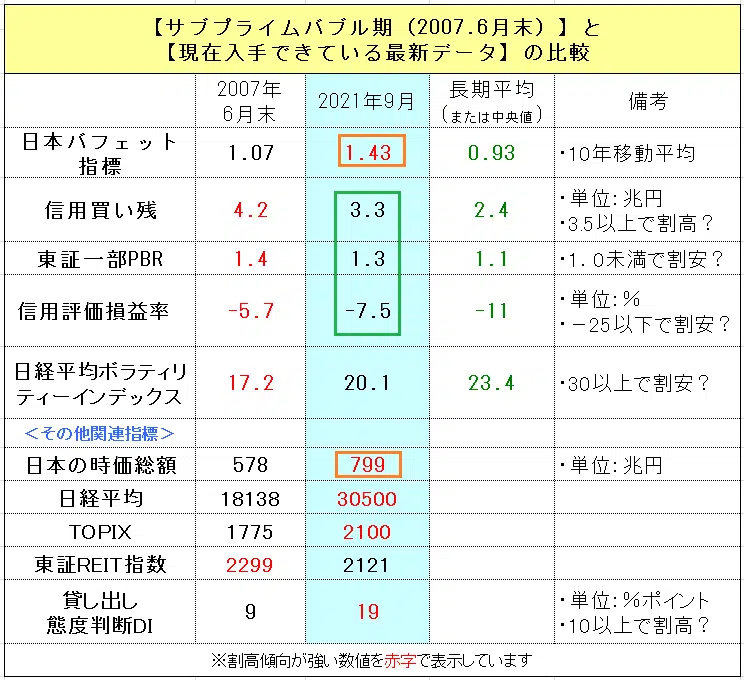 【サブプライムバブル期（2007.6月末）】と
【現在入手できている最新データ】の比較
2007年
6月末
2021年9月
長期平均
（または中央値）
備考
日本バフェット
指標
1.07
1.43
0.93
・10年移動平均
信用買い残
4.2
3.3
2.4
・単位：兆円
・3.5以上で割高？
東証一部PBR
1.4
1.3
1.1
・1.0未満で割安？
信用評価損益率
-5.7
-7.5
-11
・単位：％
・－25以下で割安？
日経平均ボラティリ
ティーインデックス
17.2
20.1
23.4
・30以上で割安？
＜その他関連指標＞
日本の時価総額
578
799
・単位：兆円
日経平均
18138
30500
TOPIX
1775
2100
東証REIT指数
2299
2121
貸し出し
態度判断DI
9
19
・単位：％ポイント
・10以上で割高？
※割高傾向が強い数値を赤字で表示しています